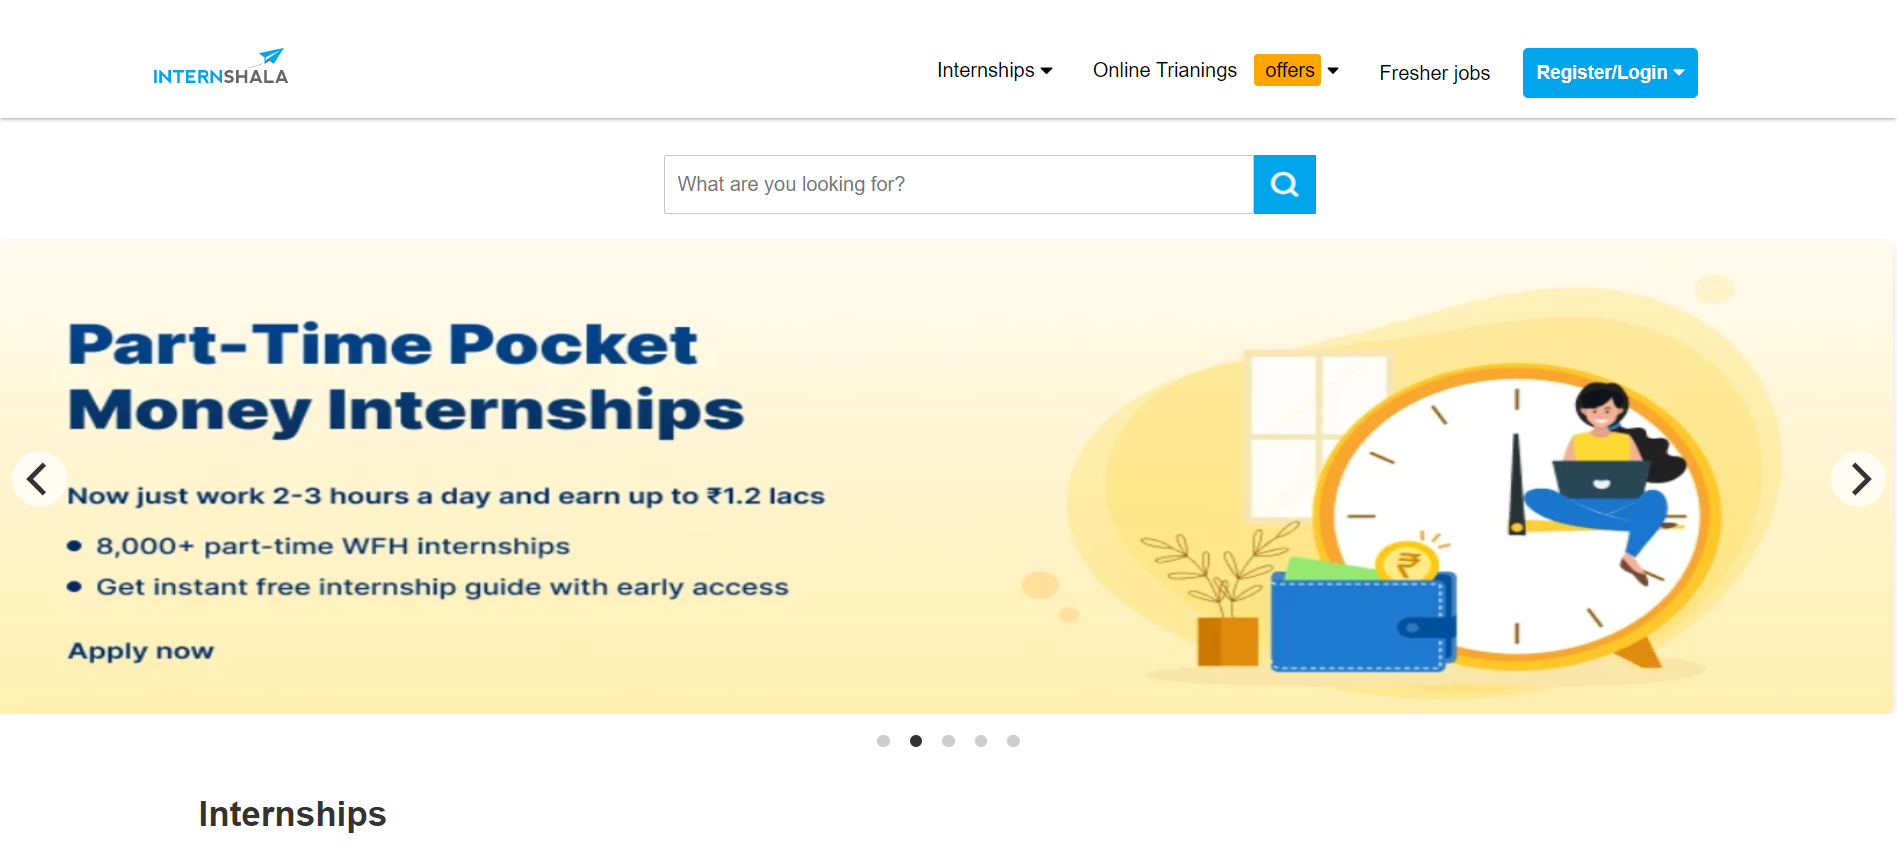 INTERNSHALA
Internships
Online Trianings
offers
Fresher jobs
Register/Login
What are you looking for?
Part-Time Pocket
Money Internships
Now just work 2-3 hours a day and earn up to ₹1.2 lacs
8,000+ part-time WFH internships
Get instant free internship guide with early access
Apply now
₹
Internships